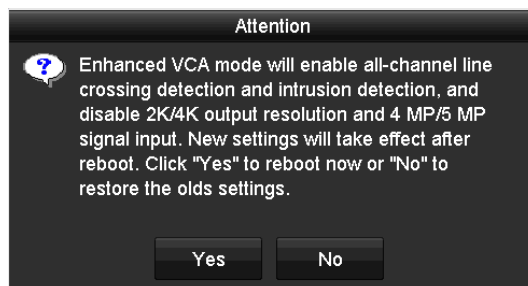 Attention
?
Enhanced VCA mode will enable all-channel line
crossing detection and intrusion detection, and
disable 2K/4K output resolution and 4 MP/5 MP
signal input. New settings will take effect after
reboot. Click "Yes" to reboot now or "No" to
restore the olds settings.
Yes No